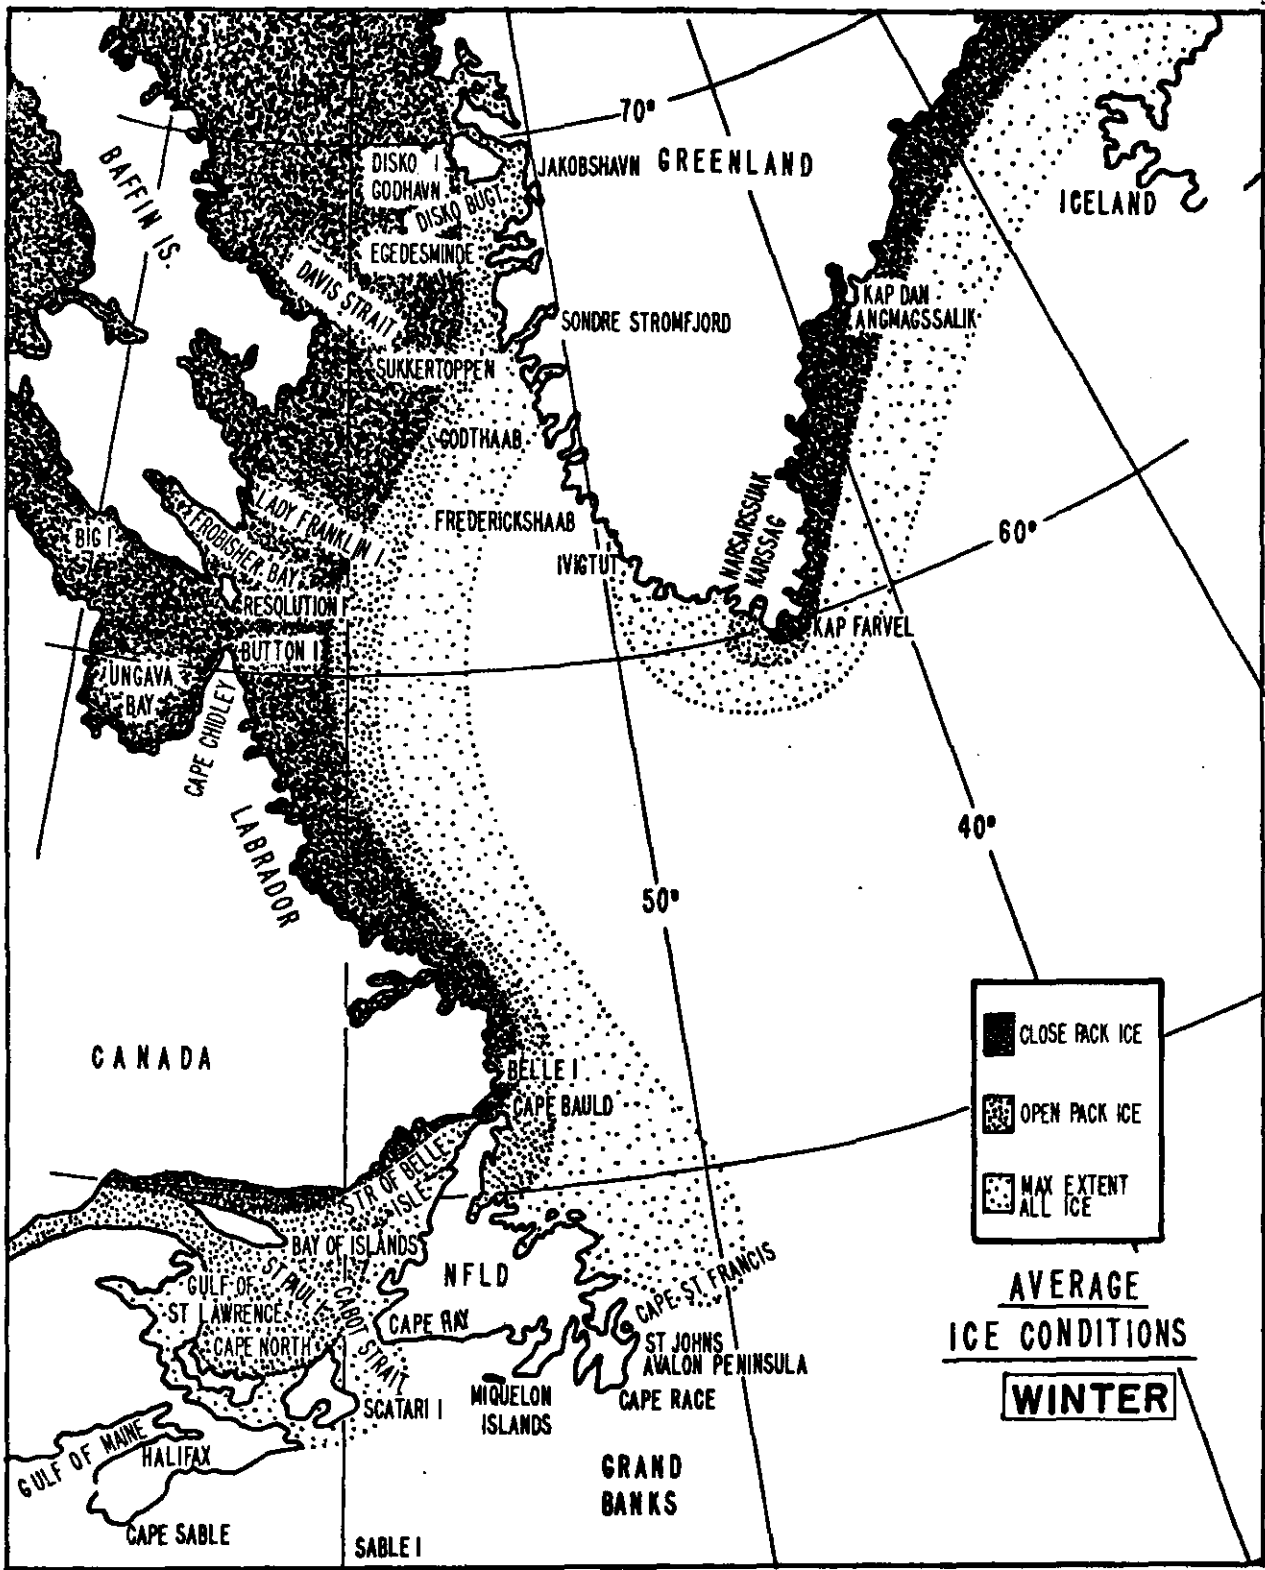 70°
BAFFIN IS.
DISKO I
GODHAVN
DISKO BUGT
JAKOBSHAVN
GREENLAND
ICELAND
EGEDESMINDE
DAVIS STRAIT
KAP DAN
ANGMAGSSALIK
SONDRE STROMFJORD
SUKKERTOPPEN
GODTHAAB
LADY FRANKLIN I
FREDERICKSHAAB
NARSARSSUAK
NARSSAG
60°
BIG I
FROBISHER BAY
IVIGTUT
RESOLUTION I
KAP FARVEL
BUTTON I
UNGAVA
BAY
CAPE CHIDLEY
LABRADOR
40°
50°
CANADA
CLOSE PACK ICE
OPEN PACK ICE
MAX EXTENT
ALL ICE
BELLE I
CAPE BAULD
STR OF BELLE
ISLE
BAY OF ISLANDS
NFLD
ST PAUL I
CABOT STRAIT
GULF OF
ST LAWRENCE
CAPE NORTH
CAPE RAY
CAPE ST FRANCIS
ST JOHNS
AVALON PENINSULA
CAPE RACE
MIQUELON
ISLANDS
SCATARI I
GULF OF MAINE
HALIFAX
CAPE SABLE
SABLE I
GRAND
BANKS
AVERAGE
ICE CONDITIONS
WINTER